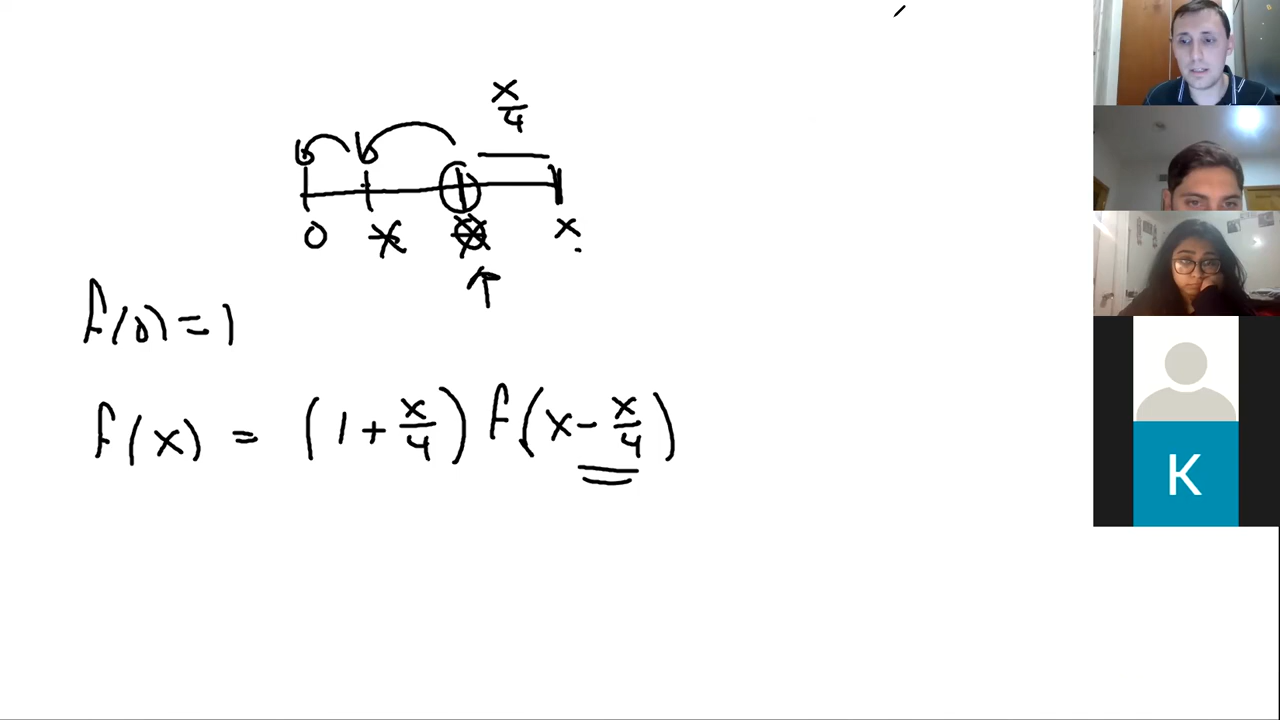 x/4
0 x
f(0) = 1
f(x) = (1 + x/4) f(x - x/4)
K